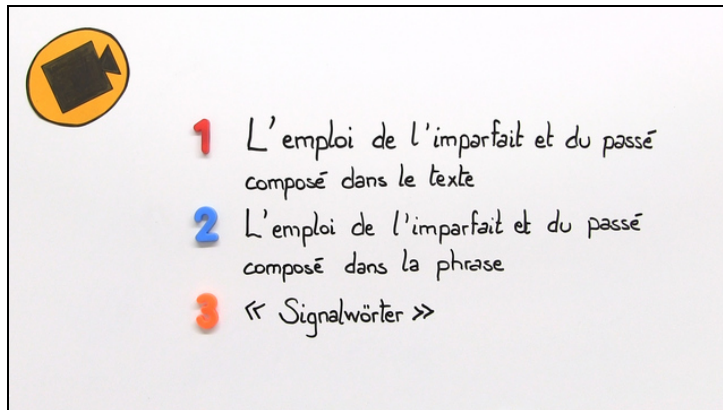 1 L'emploi de l'imparfait et du passé
composé dans le texte
2 L'emploi de l'imparfait et du passé
composé dans la phrase
3 « Signalwörter »